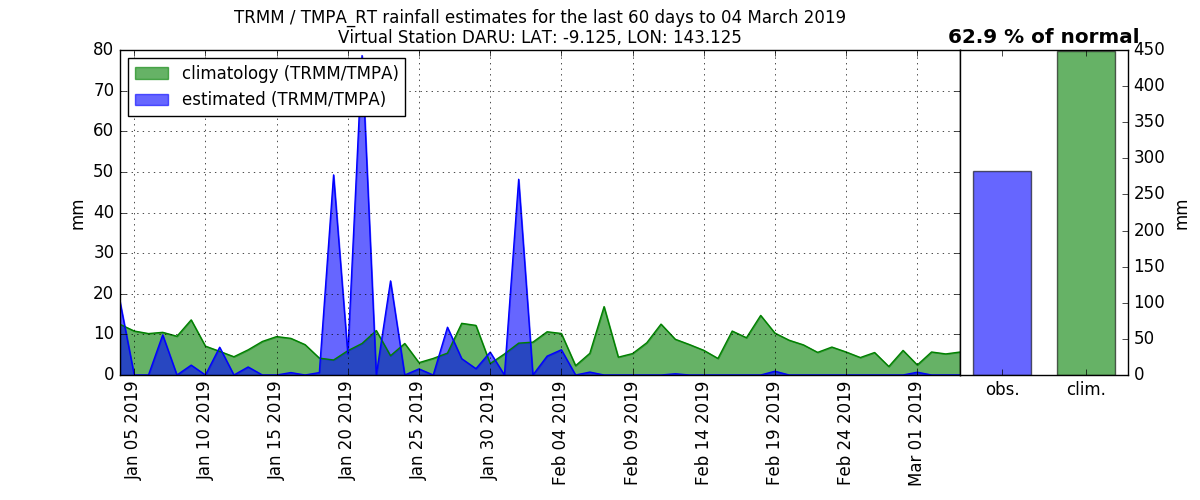 TRMM / TMPA_RT rainfall estimates for the last 60 days to 04 March 2019
Virtual Station DARU: LAT: -9.125, LON: 143.125
62.9 % of normal
climatology (TRMM/TMPA)
estimated (TRMM/TMPA)
80
70
60
50
40
30
20
10
0
mm
Jan 05 2019
Jan 10 2019
Jan 15 2019
Jan 20 2019
Jan 25 2019
Jan 30 2019
Feb 04 2019
Feb 09 2019
Feb 14 2019
Feb 19 2019
Feb 24 2019
Mar 01 2019
obs.
clim.
450
400
350
300
250
200
150
100
50
0
mm